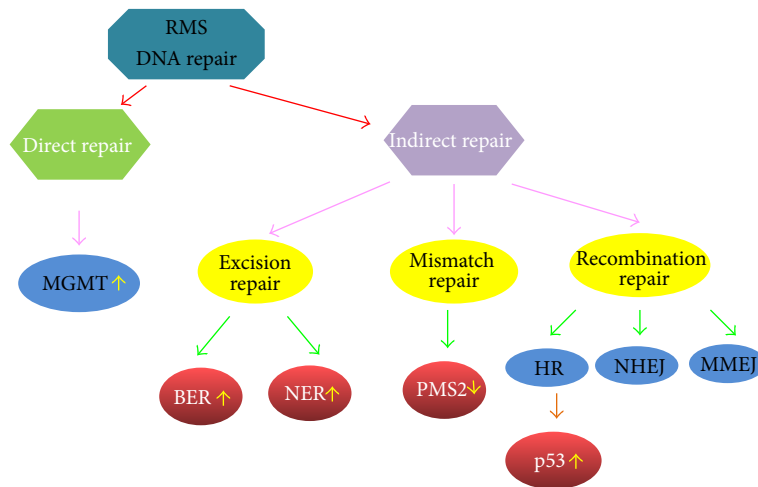 RMS
DNA repair
Direct repair
Indirect repair
MGMT ↑
Excision
repair
Mismatch
repair
Recombination
repair
BER ↑
NER ↑
PMS2 ↓
HR
NHEJ
MMEJ
p53 ↑